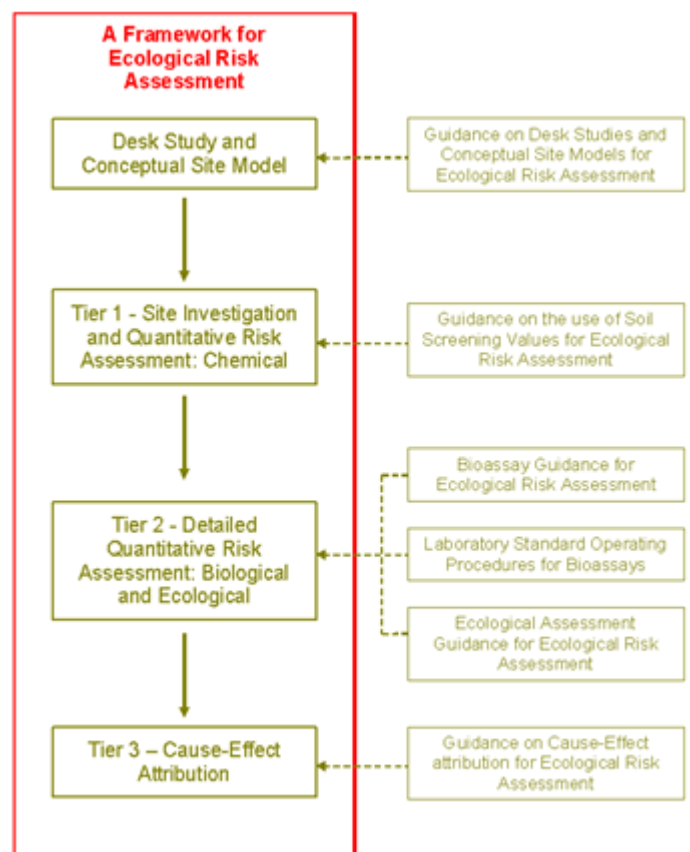 A Framework for
Ecological Risk
Assessment
Desk Study and
Conceptual Site Model
Guidance on Desk Studies and
Conceptual Site Models for
Ecological Risk Assessment
Tier 1 - Site Investigation
and Quantitative Risk
Assessment: Chemical
Guidance on the use of Soil
Screening Values for Ecological
Risk Assessment
Tier 2 - Detailed
Quantitative Risk
Assessment: Biological
and Ecological
Bioassay Guidance for
Ecological Risk Assessment
Laboratory Standard Operating
Procedures for Bioassays
Ecological Assessment
Guidance for Ecological Risk
Assessment
Tier 3 – Cause-Effect
Attribution
Guidance on Cause-Effect
attribution for Ecological Risk
Assessment